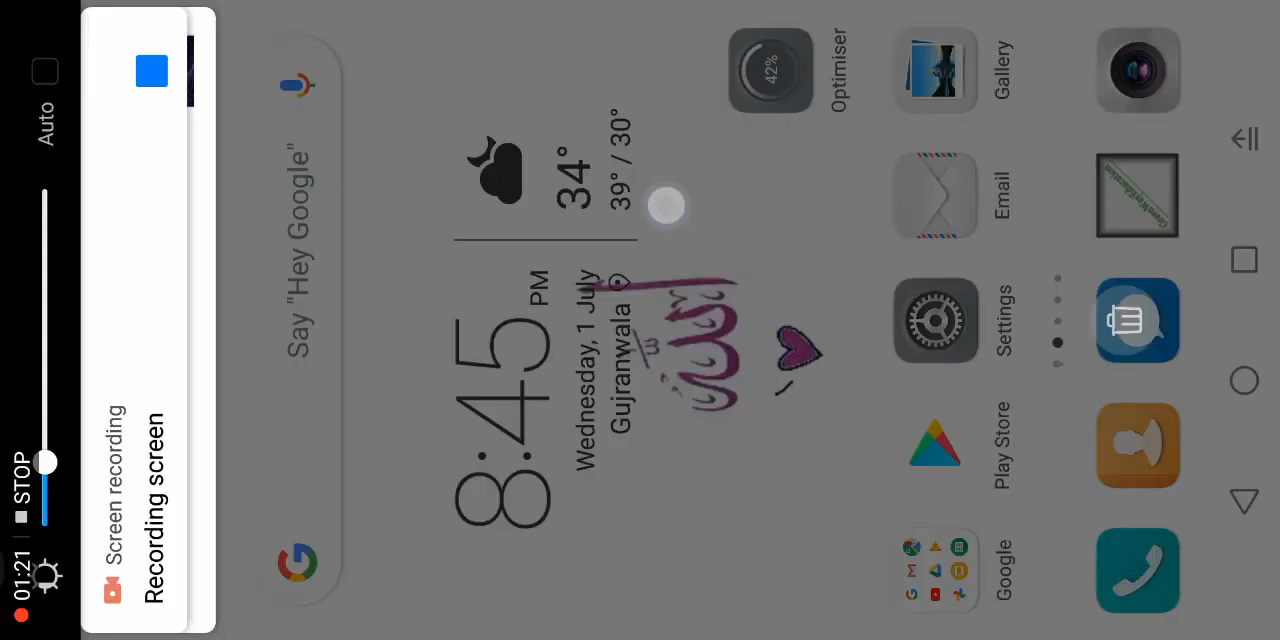 01:21 STOP
Auto
Screen recording
Recording screen
Say "Hey Google"
8:45 PM
Wednesday, 1 July
Gujranwala
34°
39° / 30°
42%
Optimiser
Google
Play Store
Settings
Email
Gallery
GreenWayEducation